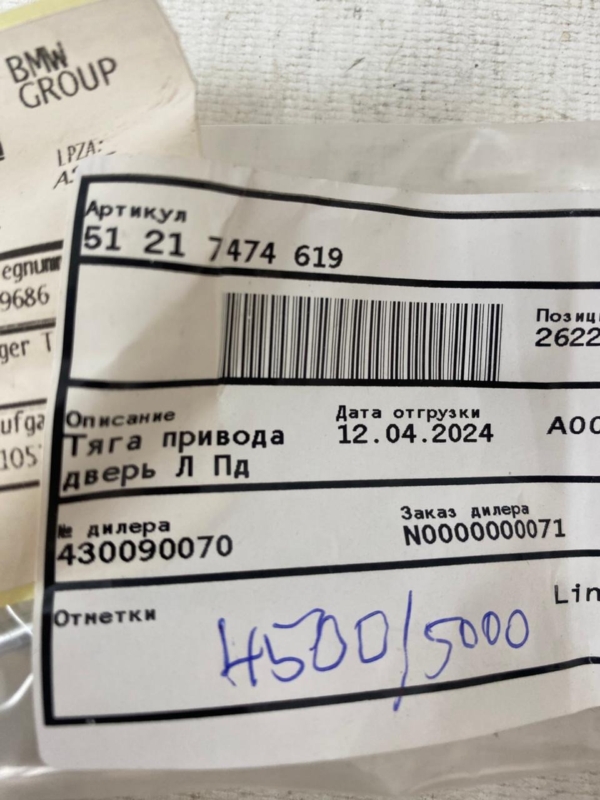 BMW
GROUP
LPZA:
Артикул
51 21 7474 619
9686
ger T
Позиц
2622
ufga
Описание
Дата отгрузки
Тяга привода
12.04.2024
A00
дверь Л Пд
105
№ дилера
Заказ дилера
430090070
N0000000071
Отметки
Lin
4500/5000